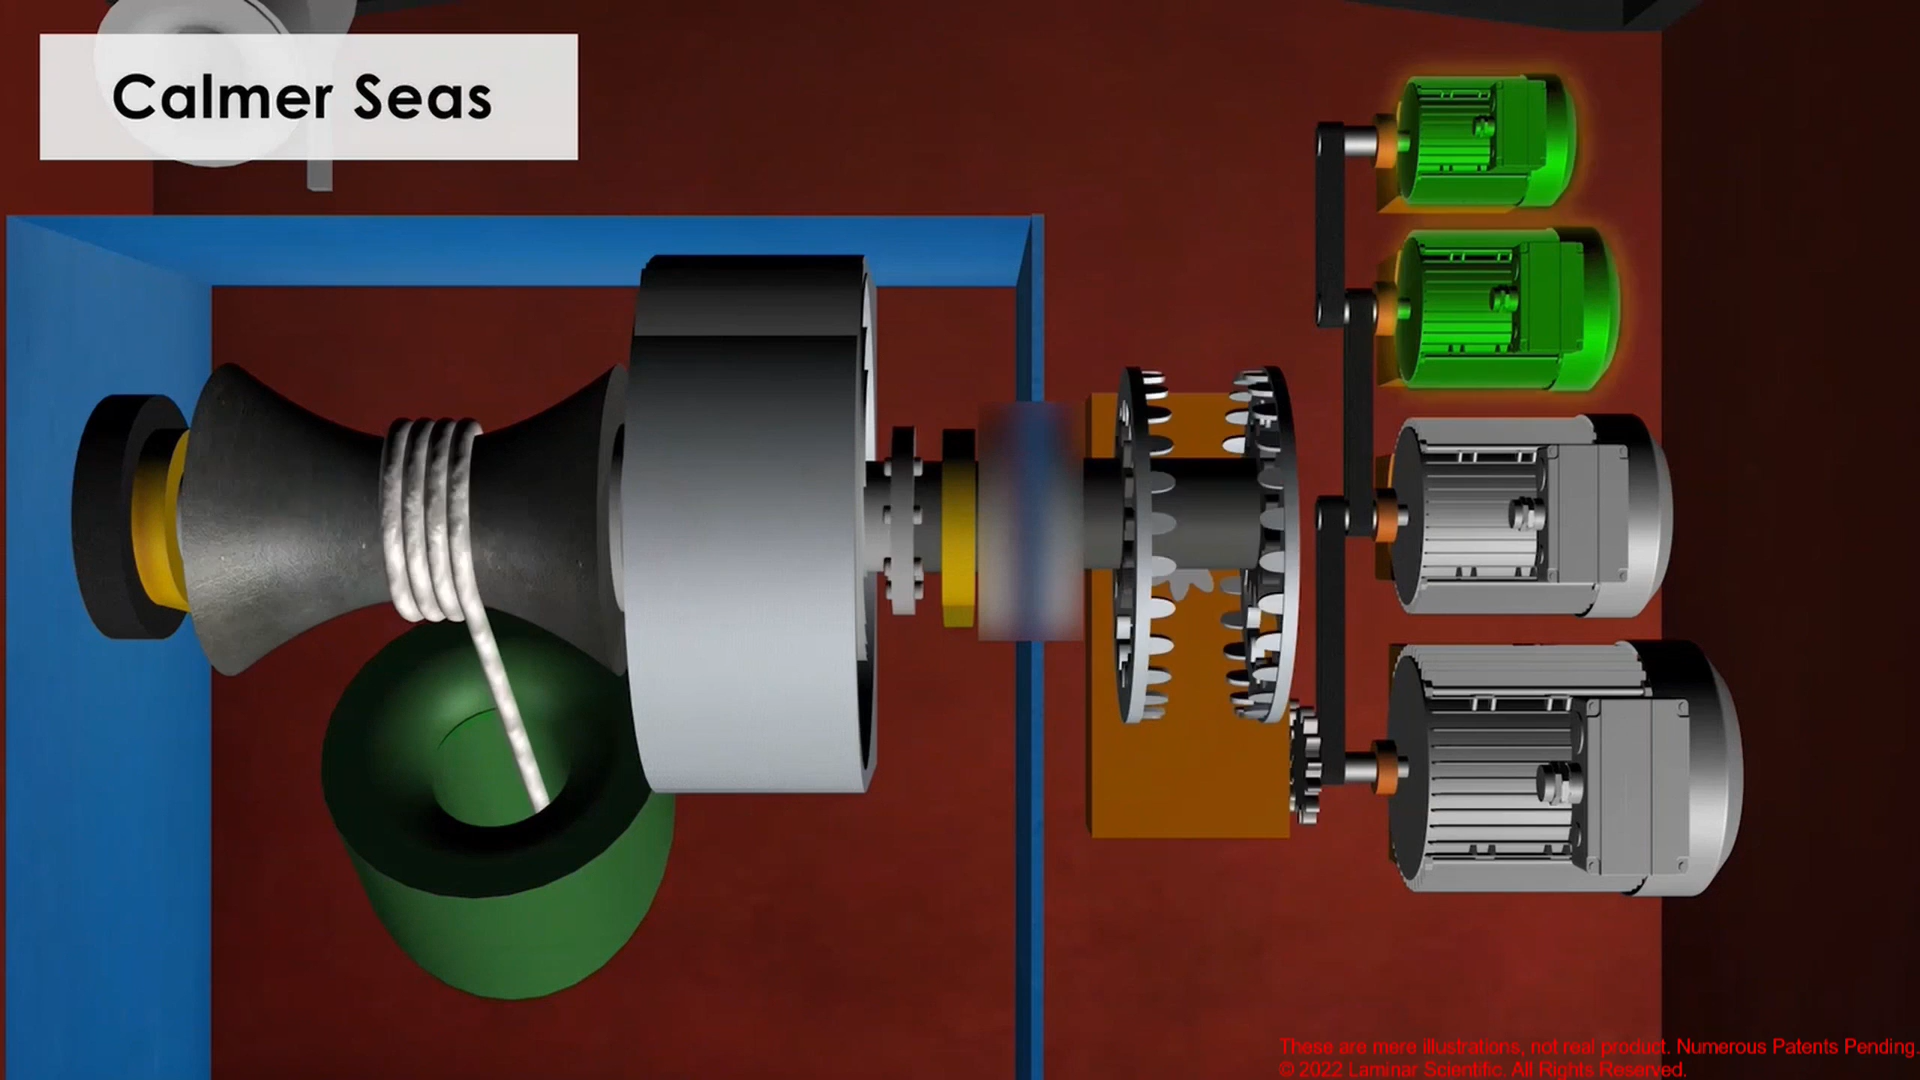 Calmer Seas
These are mere illustrations, not real product. Numerous Patents Pending.
© 2022 Laminar Scientific. All Rights Reserved.